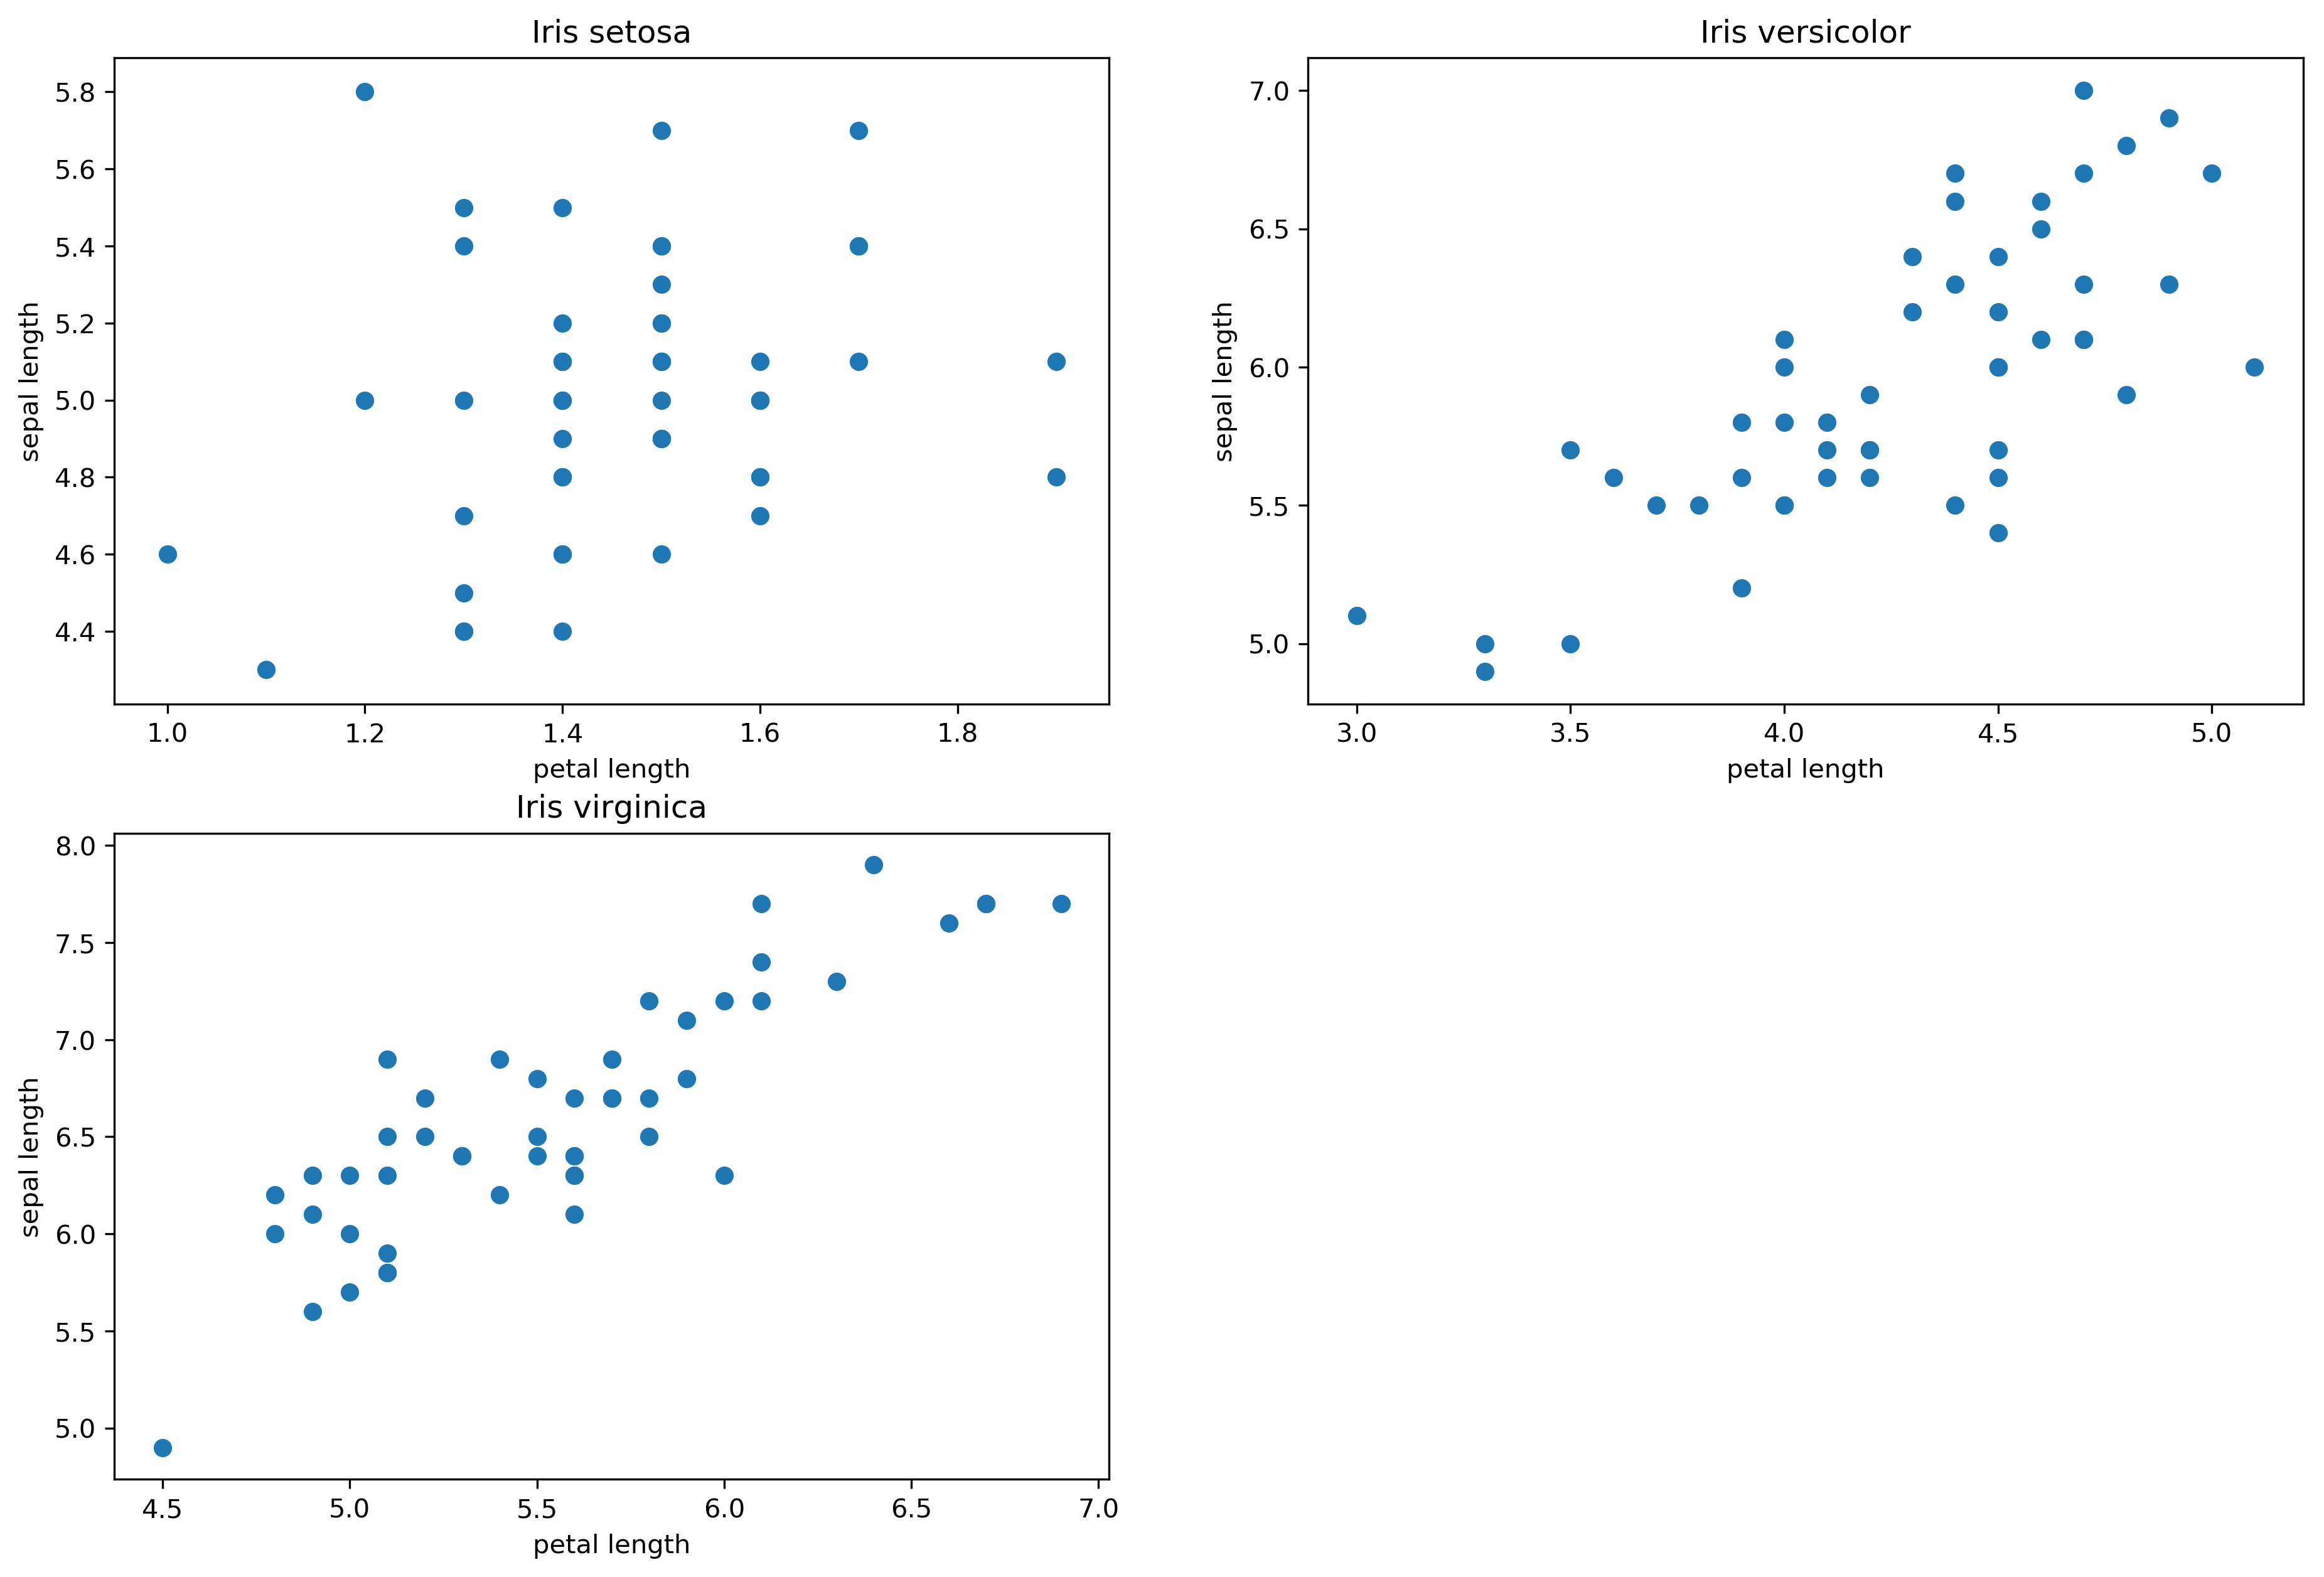 Iris setosa
5.8
5.6
5.4
5.2
5.0
4.8
4.6
4.4
sepal length
1.0 1.2 1.4 1.6 1.8
petal length
Iris versicolor
7.0
6.5
6.0
5.5
5.0
sepal length
3.0 3.5 4.0 4.5 5.0
petal length
Iris virginica
8.0
7.5
7.0
6.5
6.0
5.5
5.0
sepal length
4.5 5.0 5.5 6.0 6.5 7.0
petal length